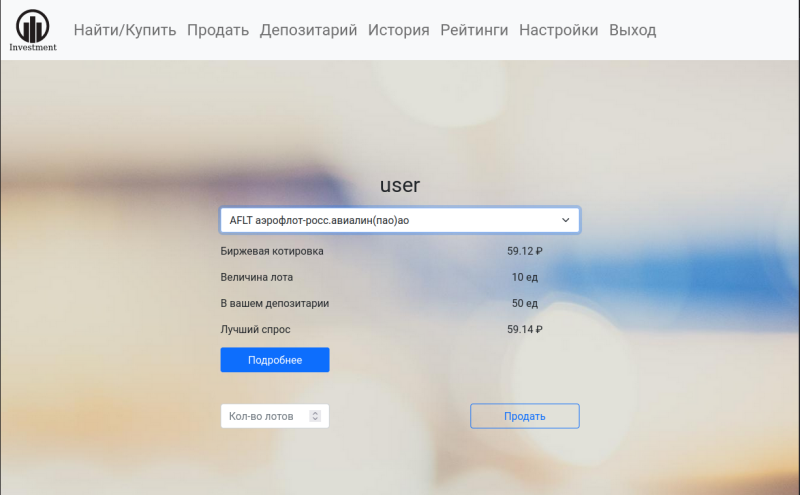 Найти/Купить Продать Депозитарий История Рейтинги Настройки Выход
Investment
user
AFLT аэрофлот-росс.авиалин(пао)ао
Биржевая котировка 59.12 ₽
Величина лота 10 ед
В вашем депозитарии 50 ед
Лучший спрос 59.14 ₽
Подробнее
Кол-во лотов Продать